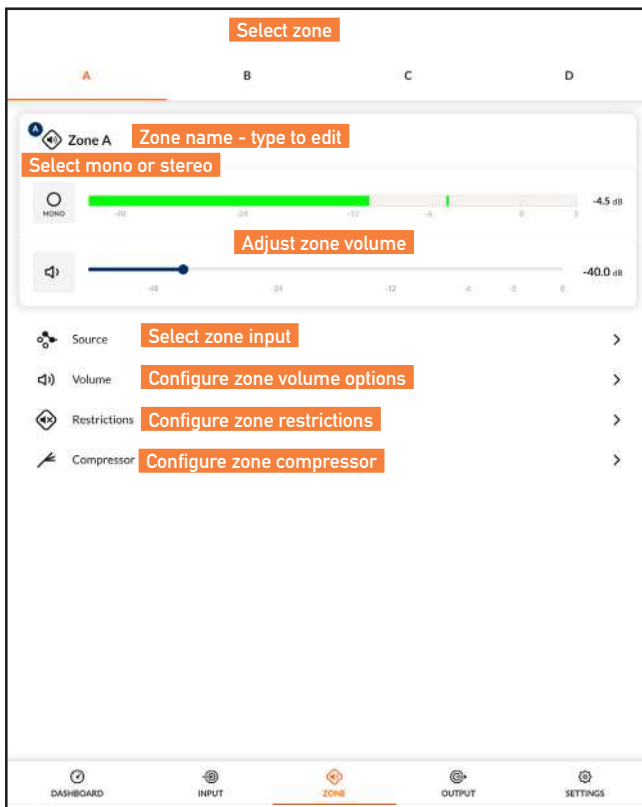 Select zone
A B C D
A Zone A Zone name - type to edit
Select mono or stereo
MONO -4.5 dB
-48 -24 -12 -6 0 3
Adjust zone volume
-40.0 dB
-48 -24 -12 -6 -3 0
Source Select zone input
Volume Configure zone volume options
Restrictions Configure zone restrictions
Compressor Configure zone compressor
DASHBOARD INPUT ZONE OUTPUT SETTINGS